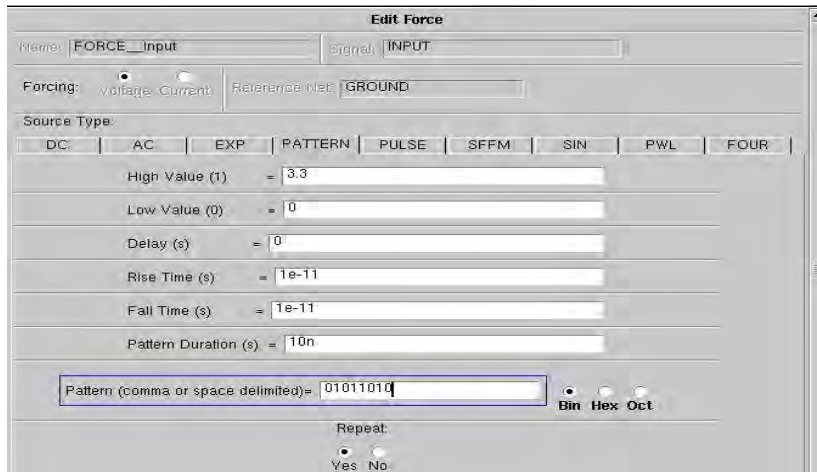 Edit Force
Name: FORCE__Input Signal: INPUT
Forcing: Voltage Current Reference Net: GROUND
Source Type:
DC AC EXP PATTERN PULSE SFFM SIN PWL FOUR
High Value (1) = 3.3
Low Value (0) = 0
Delay (s) = 0
Rise Time (s) = 1e-11
Fall Time (s) = 1e-11
Pattern Duration (s) = 10n
Pattern (comma or space delimited)= 01011010
Bin Hex Oct
Repeat:
Yes No